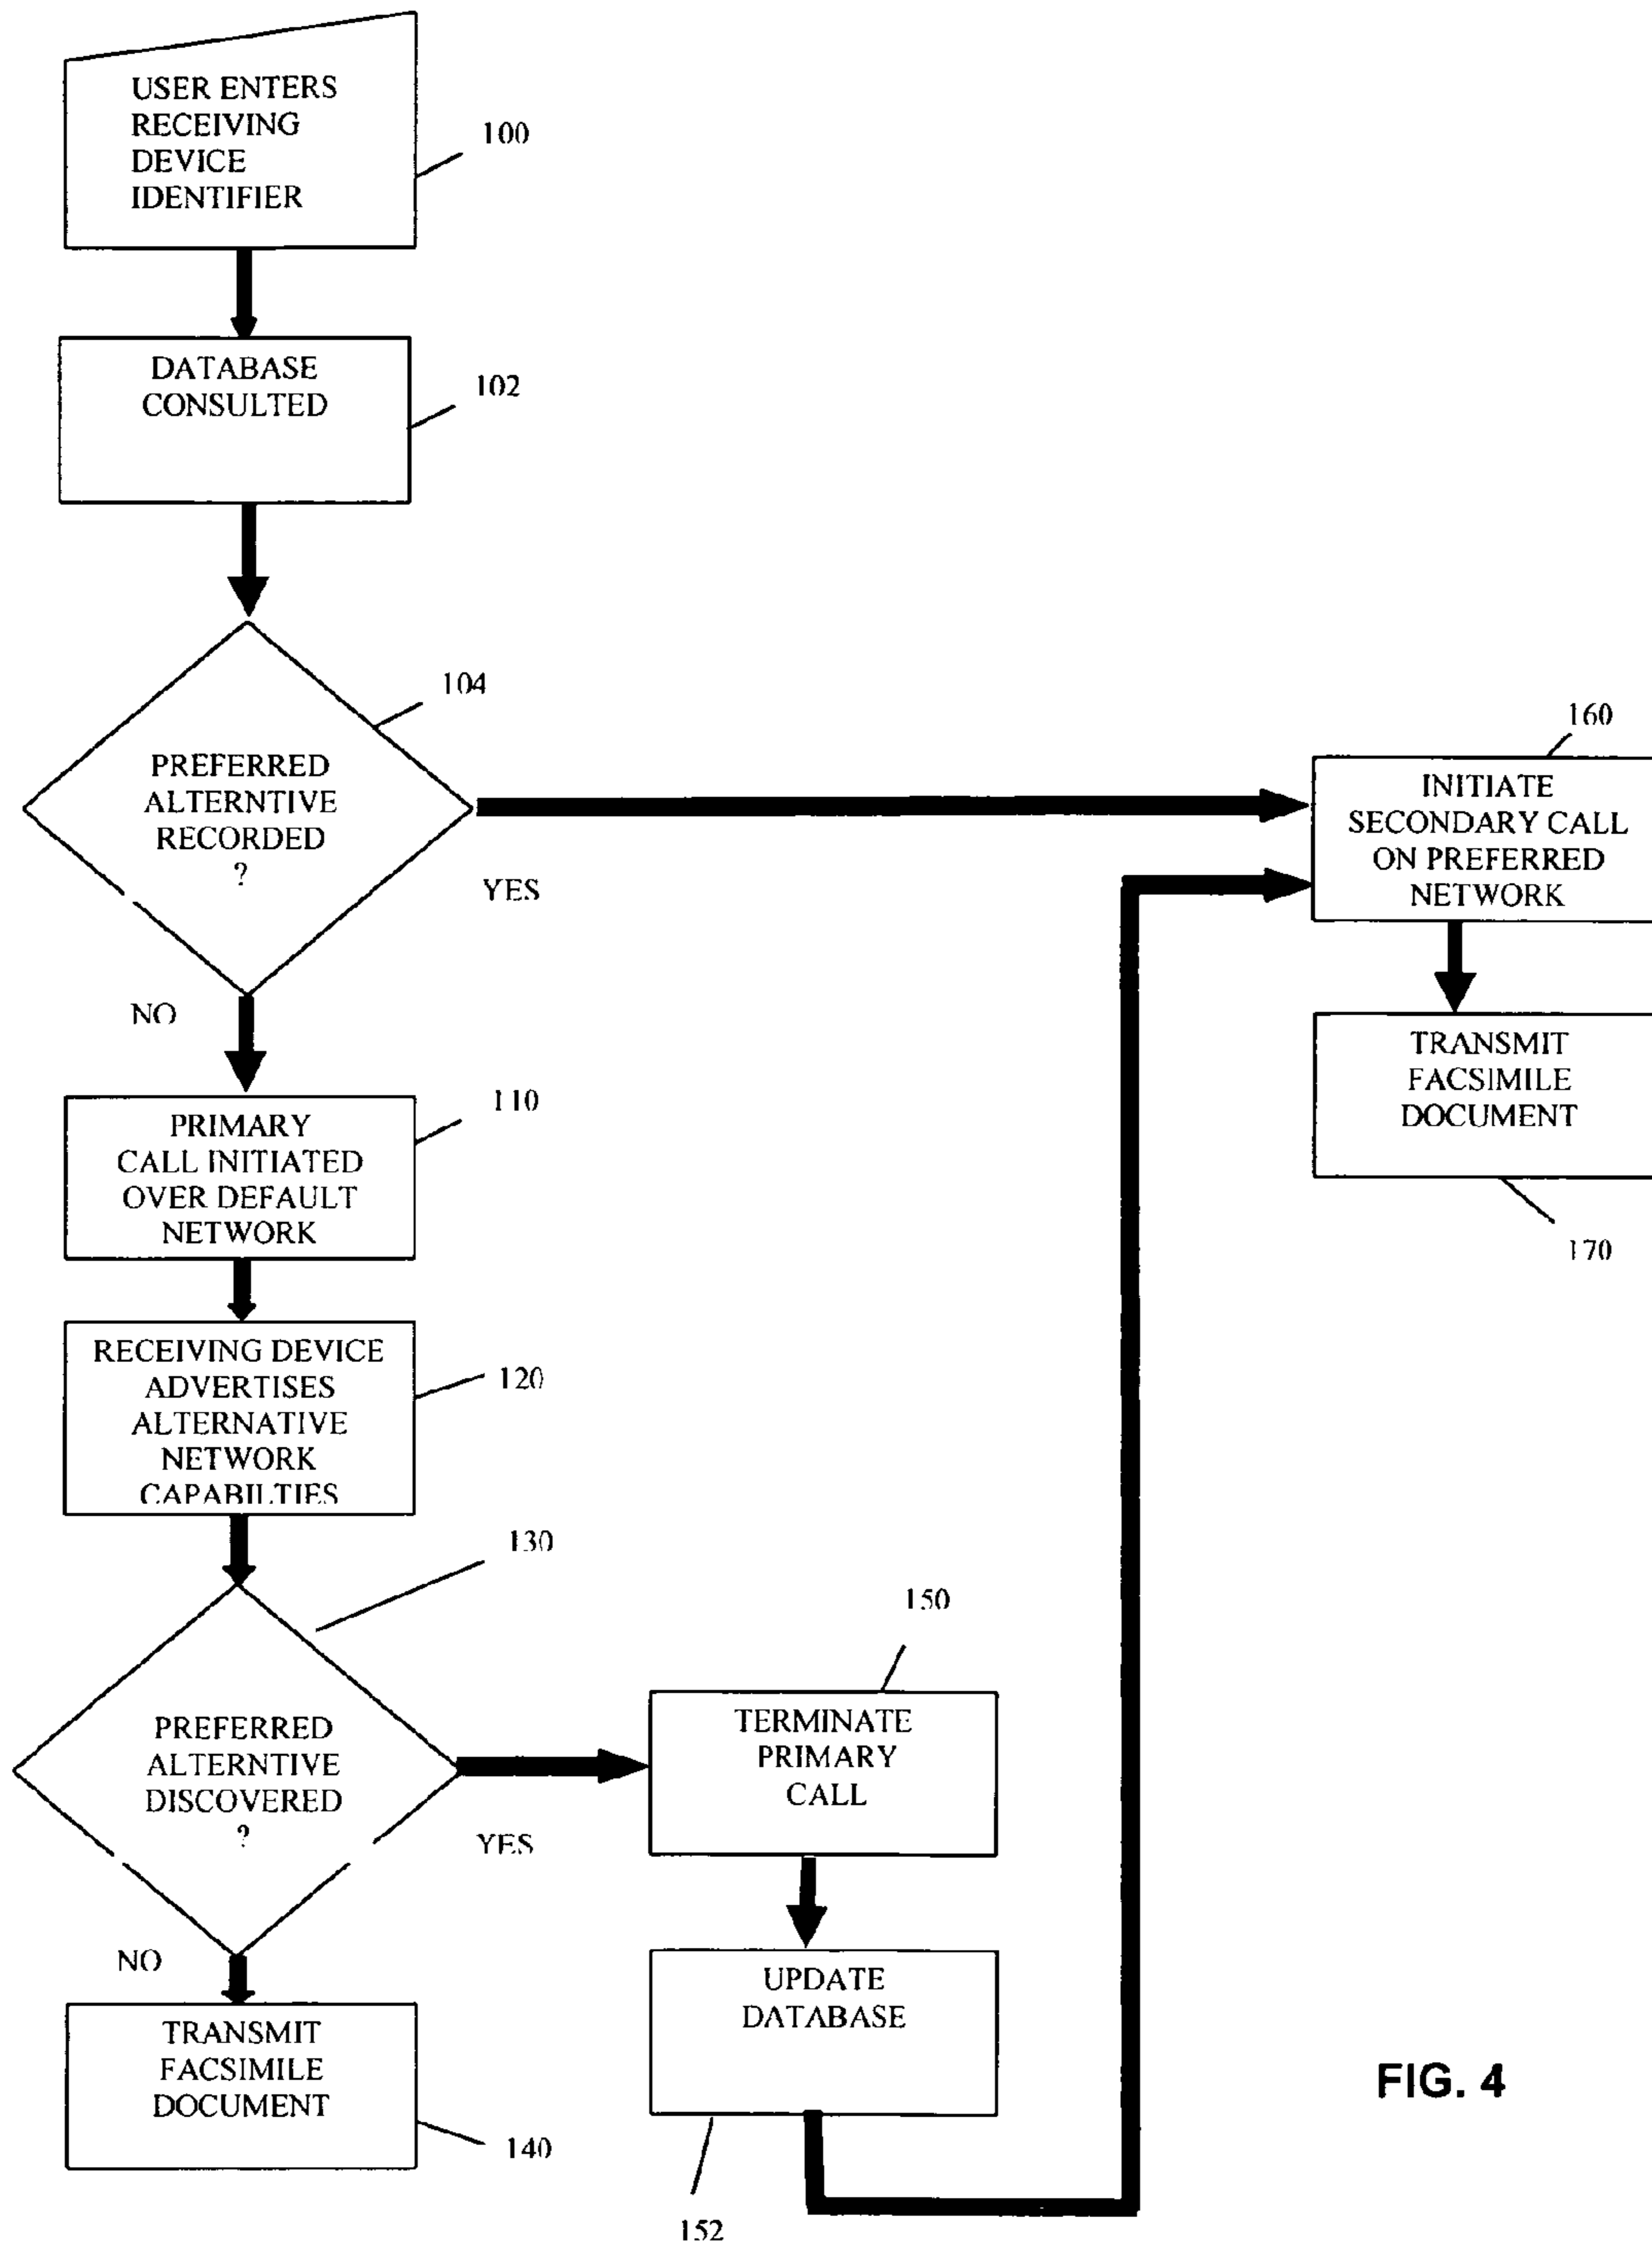 USER ENTERS
RECEIVING
DEVICE
IDENTIFIER
100
DATABASE
CONSULTED
102
104
PREFERRED
ALTERNTIVE
RECORDED
?
YES
NO
160
INITIATE
SECONDARY CALL
ON PREFERRED
NETWORK
TRANSMIT
FACSIMILE
DOCUMENT
170
PRIMARY
CALL INITIATED
OVER DEFAULT
NETWORK
110
RECEIVING DEVICE
ADVERTISES
ALTERNATIVE
NETWORK
CAPABILTIES
120
130
PREFERRED
ALTERNTIVE
DISCOVERED
?
YES
NO
150
TERMINATE
PRIMARY
CALL
UPDATE
DATABASE
152
TRANSMIT
FACSIMILE
DOCUMENT
140
FIG. 4